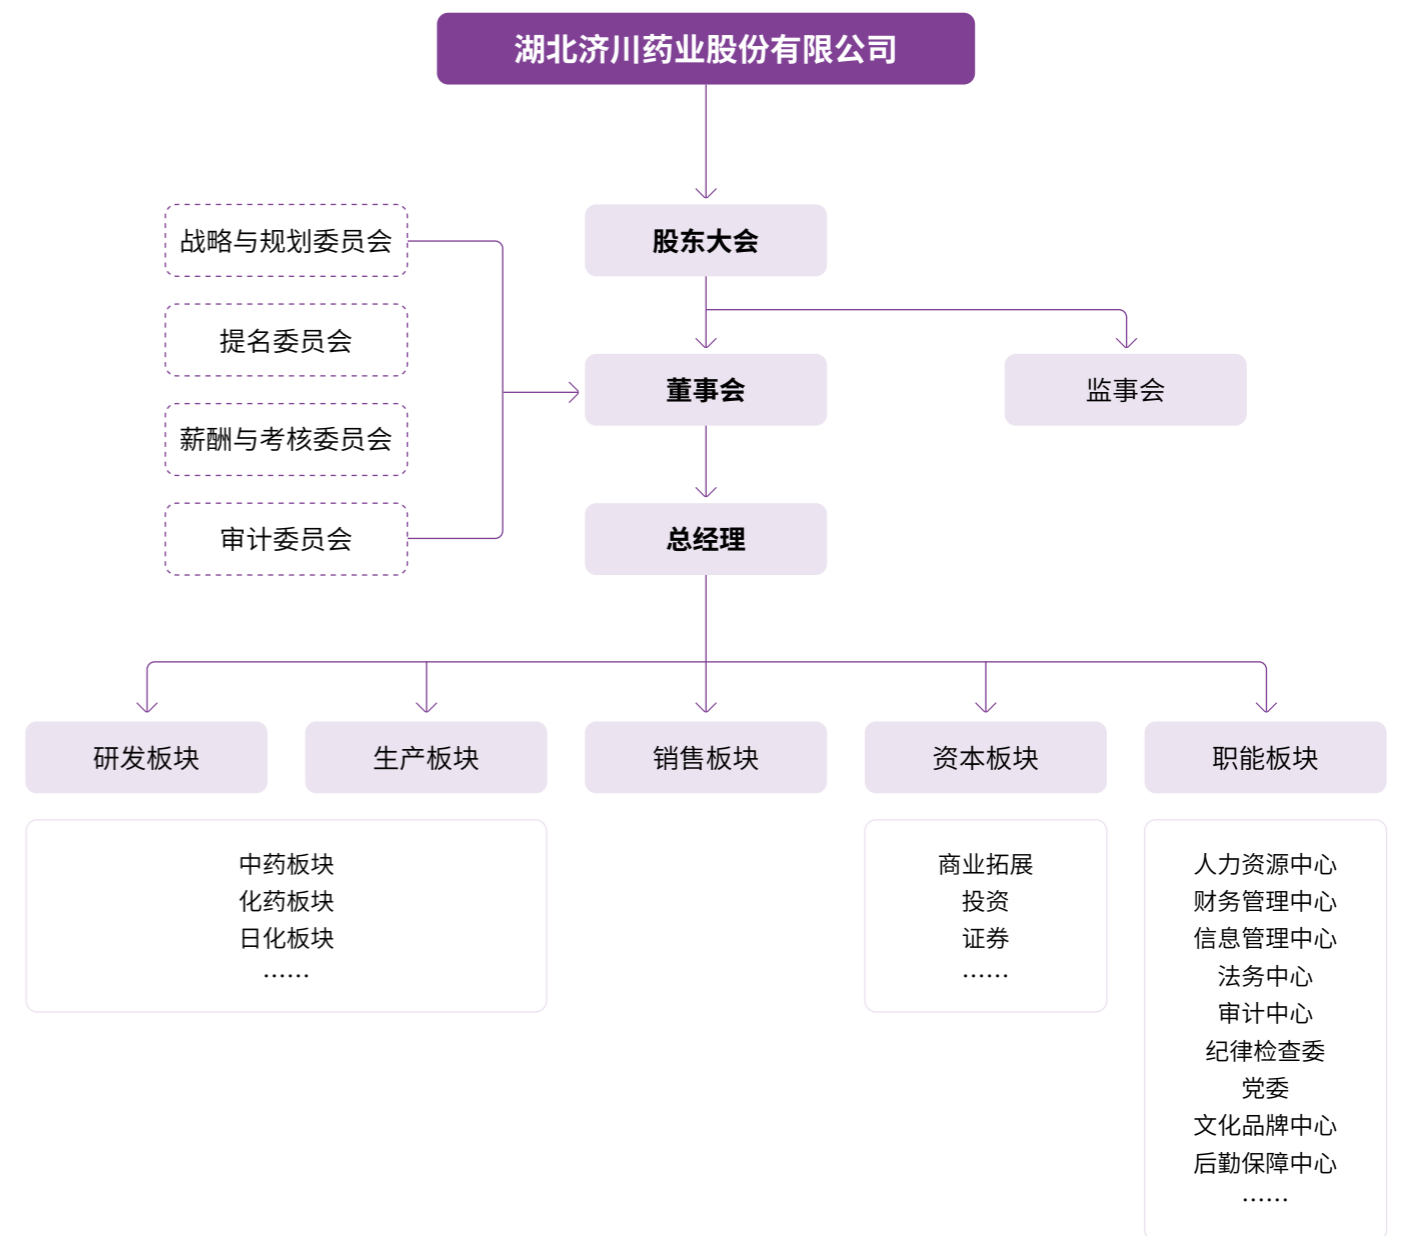 湖北济川药业股份有限公司
战略与规划委员会
股东大会
提名委员会
董事会
监事会
薪酬与考核委员会
审计委员会
总经理
研发板块
生产板块
销售板块
资本板块
职能板块
中药板块
化药板块
日化板块
……
商业拓展
投资
证券
……
人力资源中心
财务管理中心
信息管理中心
法务中心
审计中心
纪律检查委
党委
文化品牌中心
后勤保障中心
……